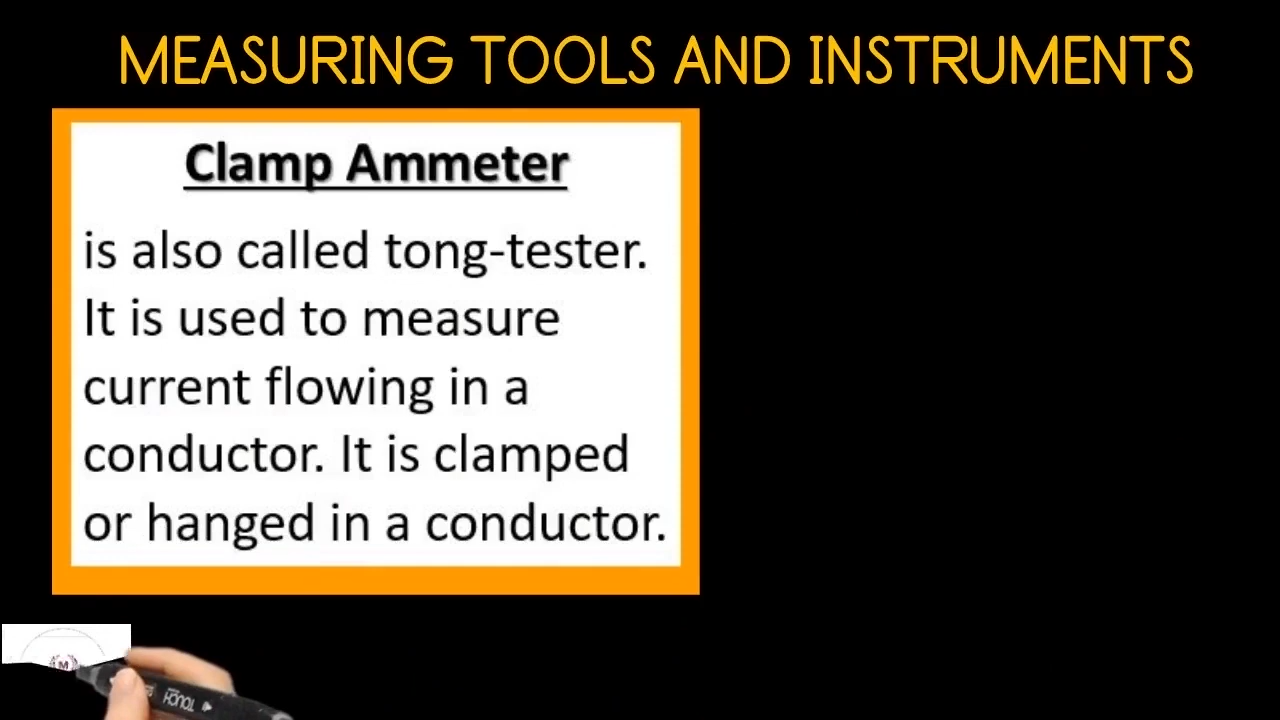 MEASURING TOOLS AND INSTRUMENTS
Clamp Ammeter
is also called tong-tester.
It is used to measure
current flowing in a
conductor. It is clamped
or hanged in a conductor.
M
TOUCH